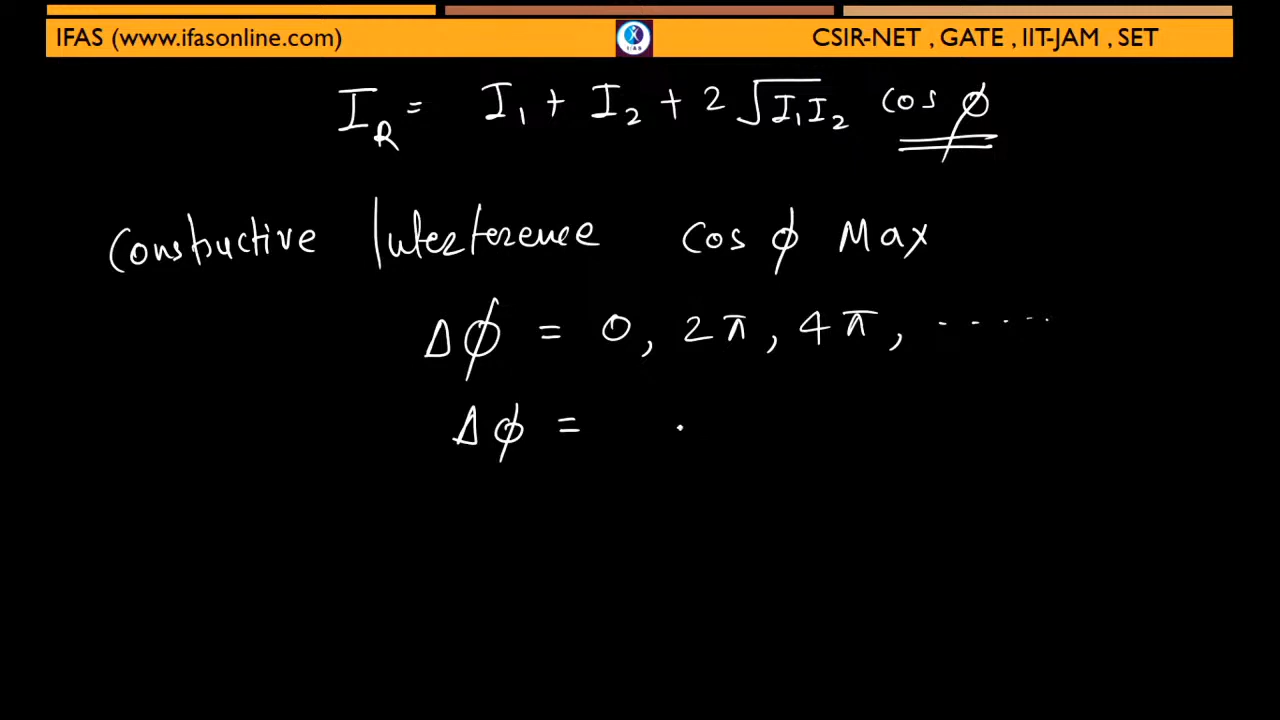 IFAS (www.ifasonline.com) IFAS CSIR-NET , GATE , IIT-JAM , SET
I_R = I_1 + I_2 + 2 √I_1I_2 cos φ
Constructive Interference cos φ Max
Δφ = 0, 2π, 4π, ......
Δφ = .